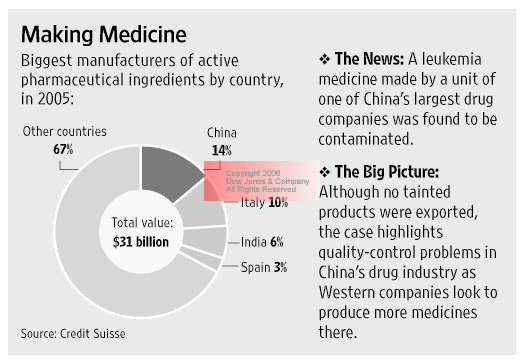 Making Medicine
Biggest manufacturers of active
pharmaceutical ingredients by country,
in 2005:
Other countries
67%
China
14%
Copyright 2006
Dow Jones & Company
All Rights Reserved
Italy 10%
India 6%
Spain 3%
Total value:
$31 billion
Source: Credit Suisse
❖ The News: A leukemia
medicine made by a unit of
one of China's largest drug
companies was found to be
contaminated.
❖ The Big Picture:
Although no tainted
products were exported,
the case highlights
quality-control problems in
China's drug industry as
Western companies look to
produce more medicines
there.